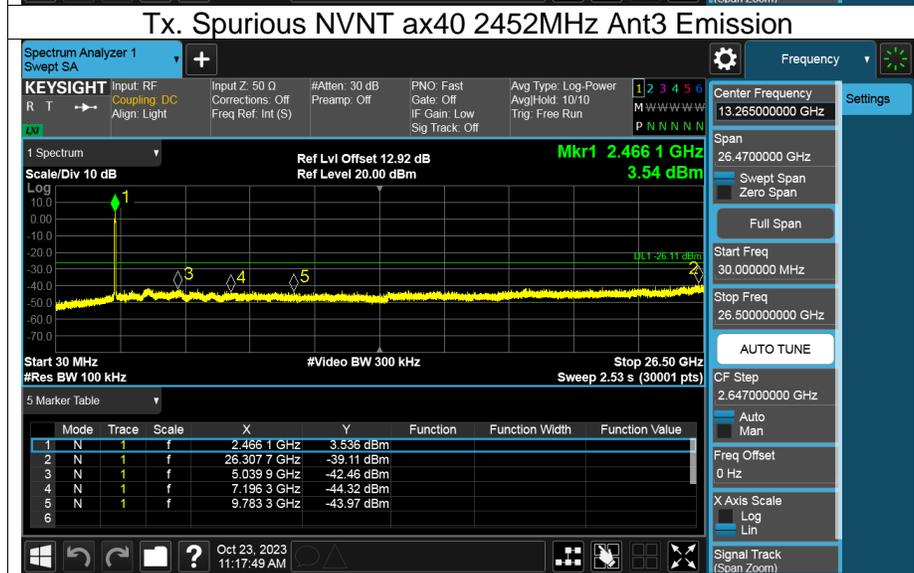 (Span Zoom)
Tx. Spurious NVNT ax40 2452MHz Ant3 Emission
Spectrum Analyzer 1
Swept SA
+
Frequency
KEYSIGHT
R T
LXI
Input: RF
Coupling: DC
Align: Light
Input Z: 50 Ω
Corrections: Off
Freq Ref: Int (S)
#Atten: 30 dB
Preamp: Off
PNO: Fast
Gate: Off
IF Gain: Low
Sig Track: Off
Avg Type: Log-Power
Avg|Hold: 10/10
Trig: Free Run
1 2 3 4 5 6
M W W W W W
P N N N N N
1 Spectrum
Scale/Div 10 dB
Ref Lvl Offset 12.92 dB
Ref Level 20.00 dBm
Mkr1 2.466 1 GHz
3.54 dBm
Log
10.0
0.00
-10.0
-20.0
-30.0
-40.0
-50.0
-60.0
-70.0
1
3
4
5
2
DL1 -26.11 dBm
Start 30 MHz
#Res BW 100 kHz
#Video BW 300 kHz
Stop 26.50 GHz
Sweep 2.53 s (30001 pts)
5 Marker Table
Mode Trace Scale X Y Function Function Width Function Value
1 N 1 f 2.466 1 GHz 3.536 dBm
2 N 1 f 26.307 7 GHz -39.11 dBm
3 N 1 f 5.039 9 GHz -42.46 dBm
4 N 1 f 7.196 3 GHz -44.32 dBm
5 N 1 f 9.783 3 GHz -43.97 dBm
6
?
Oct 23, 2023
11:17:49 AM
Center Frequency
13.265000000 GHz
Settings
Span
26.4700000 GHz
Swept Span
Zero Span
Full Span
Start Freq
30.000000 MHz
Stop Freq
26.500000000 GHz
AUTO TUNE
CF Step
2.647000000 GHz
Auto
Man
Freq Offset
0 Hz
X Axis Scale
Log
Lin
Signal Track
(Span Zoom)